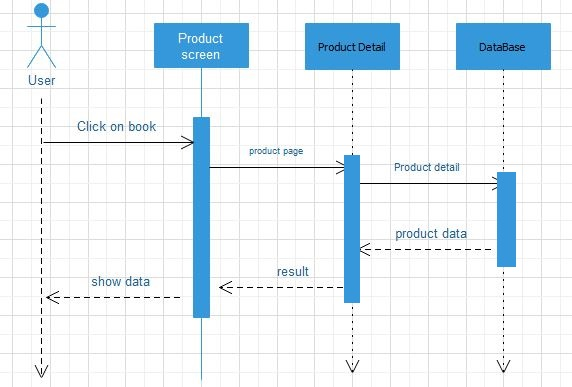 Product
screen
Product Detail
DataBase
User
Click on book
product page
Product detail
product data
result
show data